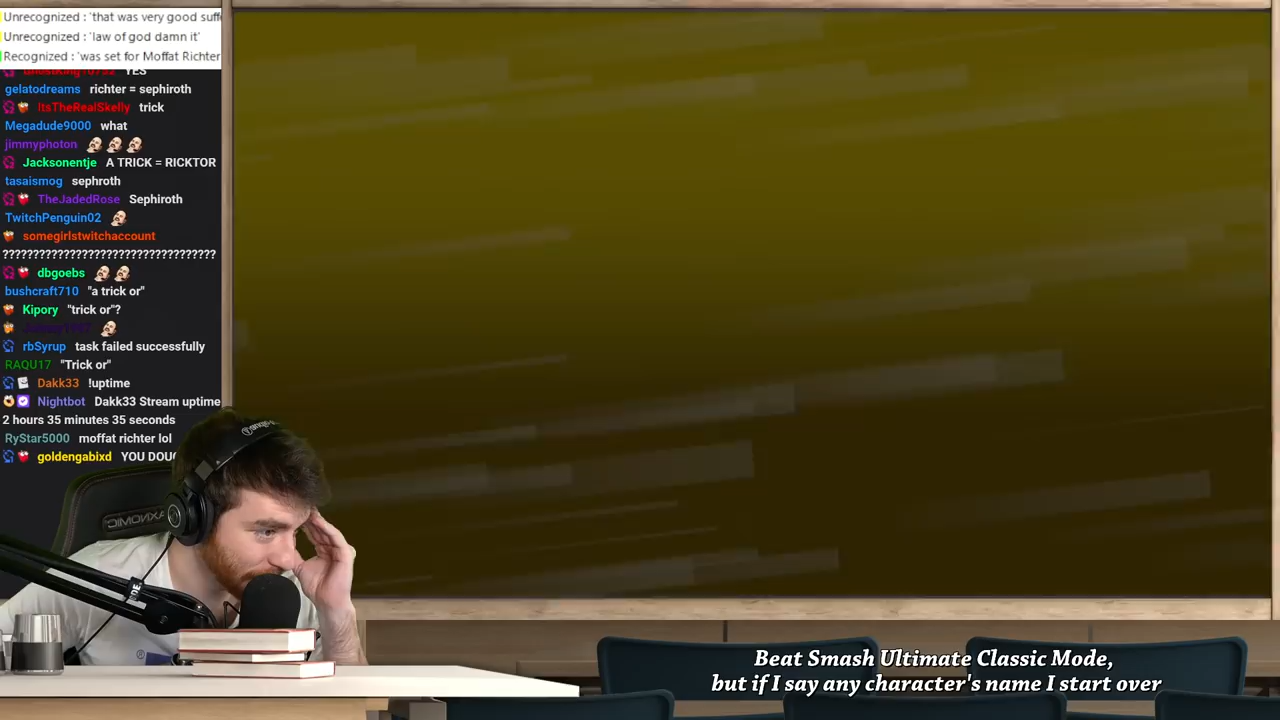 Unrecognized : 'that was very good suff
Unrecognized : 'law of god damn it'
Recognized : 'was set for Moffat Richter
YES
gelatodreams richter = sephiroth
ItsTheRealSkelly trick
Megadude9000 what
jimmyphoton
Jacksonentje A TRICK = RICKTOR
tasaismog sephroth
TheJadedRose Sephiroth
TwitchPenguin02
somegirlstwitchaccount
??????????????????????????????????
dbgoebs
bushcraft710 "a trick or"
Kipory "trick or"?
rbSyrup task failed successfully
RAQU17 "Trick or"
Dakk33 !uptime
Nightbot Dakk33 Stream uptime
2 hours 35 minutes 35 seconds
RyStar5000 moffat richter lol
goldengabixd YOU DOU
AXNOMIC
Beat Smash Ultimate Classic Mode,
but if I say any character's name I start over